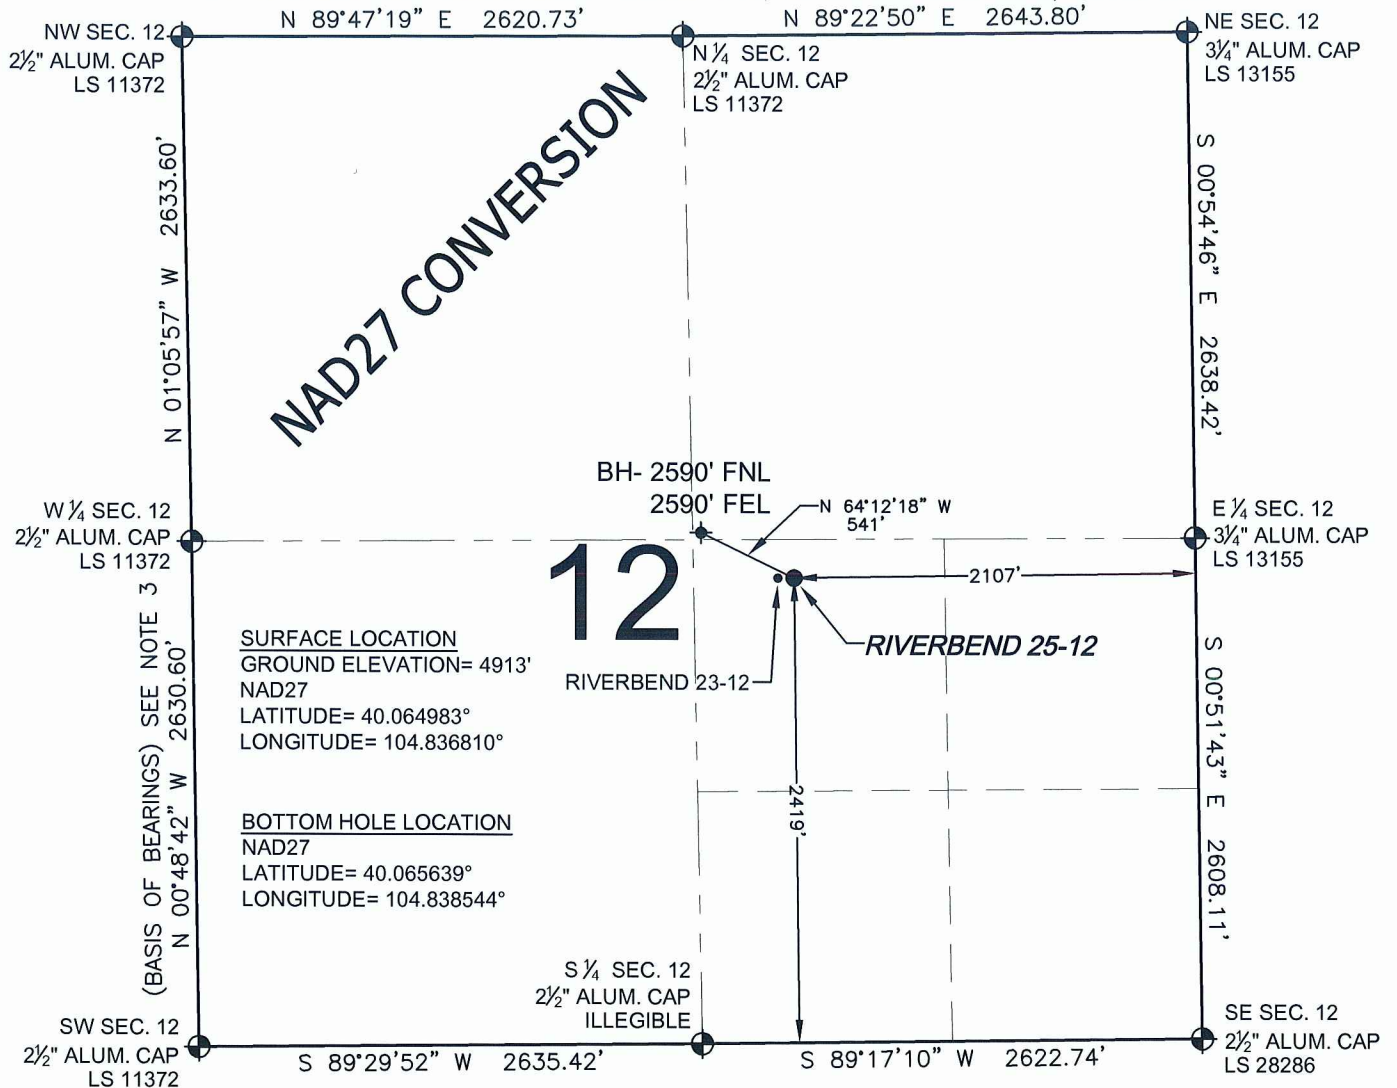 N 89°47'19" E 2620.73'
N 89°22'50" E 2643.80'
NW SEC. 12
2½" ALUM. CAP
LS 11372
N ¼ SEC. 12
2½" ALUM. CAP
LS 11372
NE SEC. 12
3¼" ALUM. CAP
LS 13155
N 01°05'57" W 2633.60'
NAD27 CONVERSION
S 00°54'46" E 2638.42'
BH- 2590' FNL
2590' FEL
N 64°12'18" W
541'
W ¼ SEC. 12
2½" ALUM. CAP
LS 11372
E ¼ SEC. 12
3¼" ALUM. CAP
LS 13155
12
2107'
RIVERBEND 25-12
RIVERBEND 23-12
SURFACE LOCATION
GROUND ELEVATION= 4913'
NAD27
LATITUDE= 40.064983°
LONGITUDE= 104.836810°
(BASIS OF BEARINGS) SEE NOTE 3
N 00°48'42" W 2630.60'
S 00°51'43" E 2608.11'
2419'
BOTTOM HOLE LOCATION
NAD27
LATITUDE= 40.065639°
LONGITUDE= 104.838544°
S ¼ SEC. 12
2½" ALUM. CAP
ILLEGIBLE
SW SEC. 12
2½" ALUM. CAP
LS 11372
SE SEC. 12
2½" ALUM. CAP
LS 28286
S 89°29'52" W 2635.42'
S 89°17'10" W 2622.74'